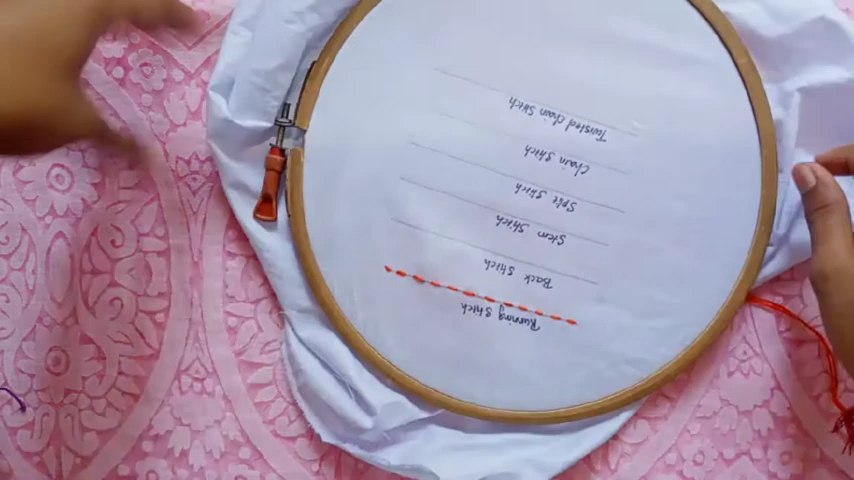 Running Stitch
Back Stitch
Stem Stitch
Split Stitch
Chain Stitch
Twisted chain Stitch